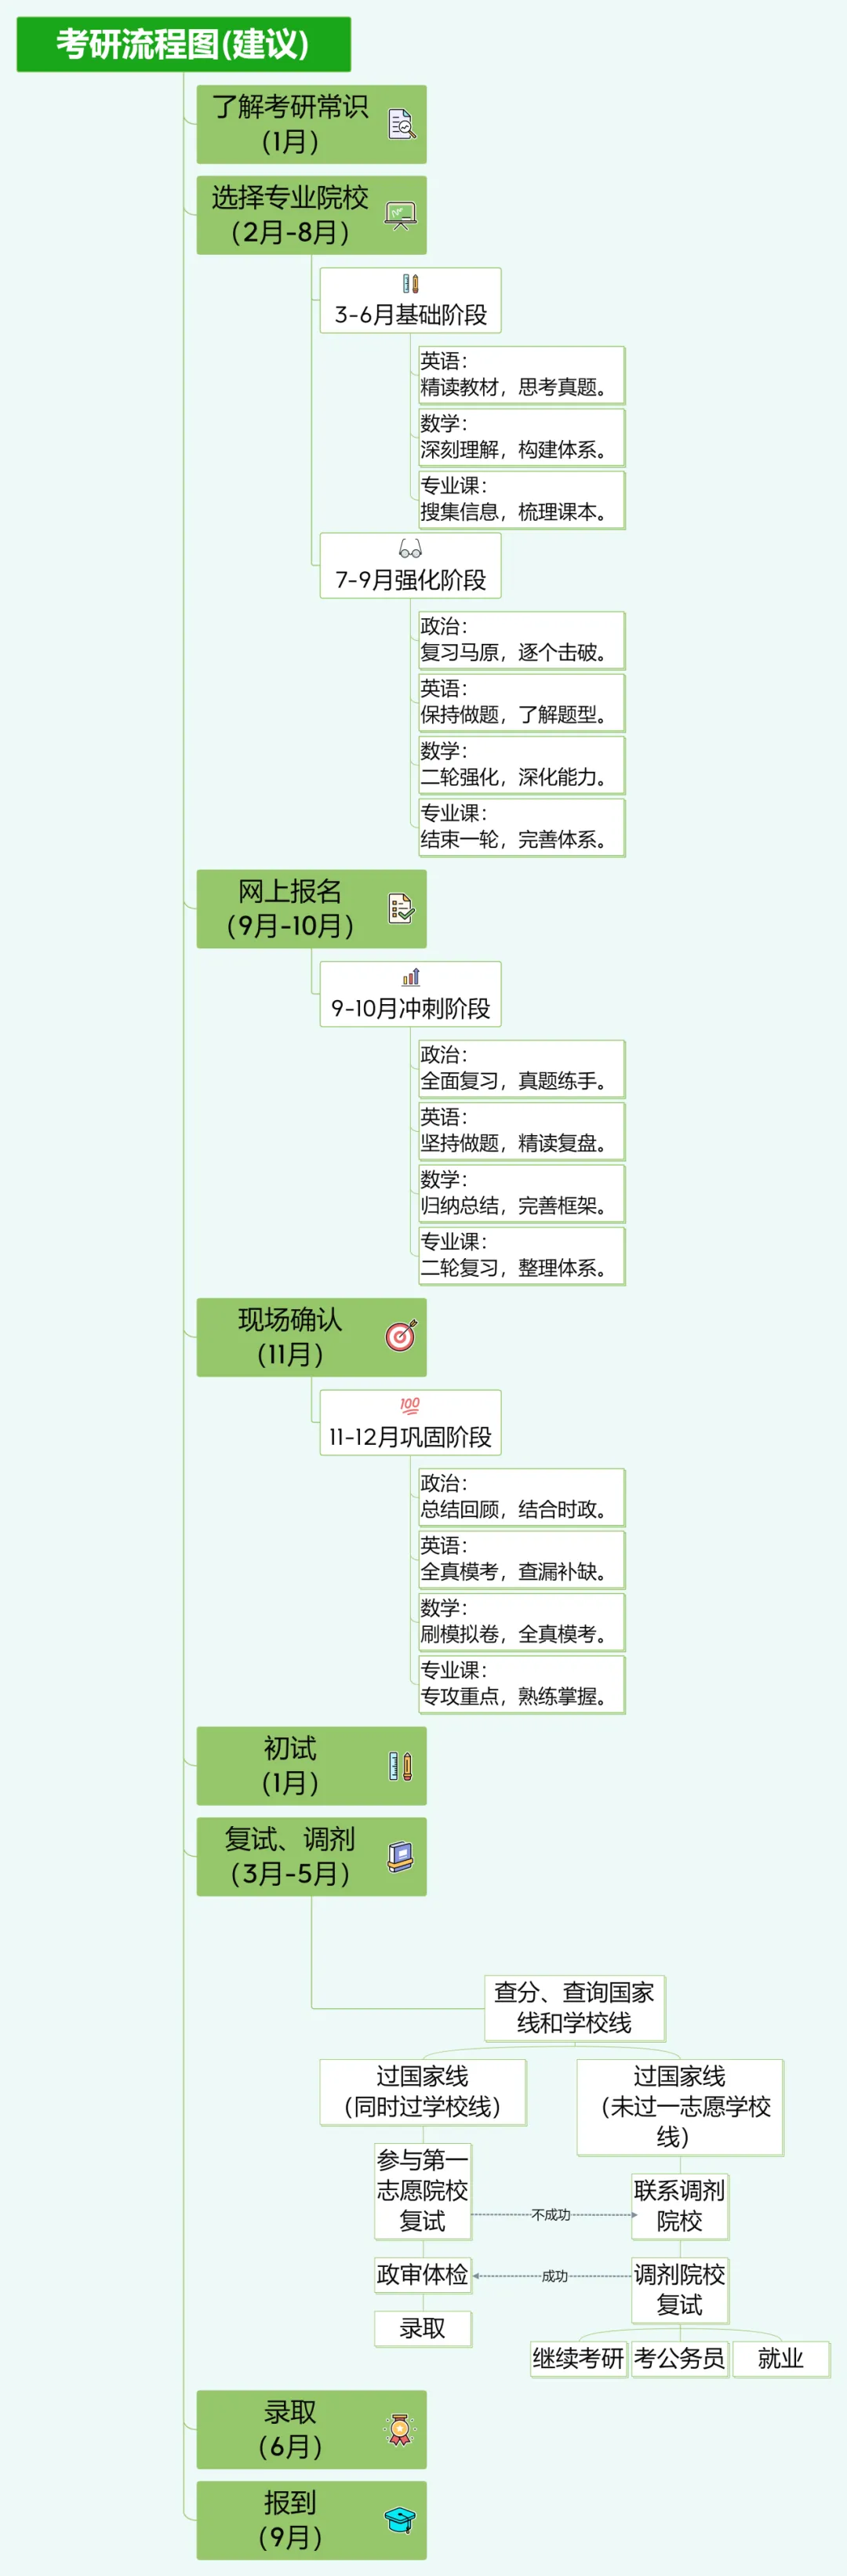 考研流程图(建议)
了解考研常识
（1月）
选择专业院校
（2月-8月）
3-6月基础阶段
英语：
精读教材，思考真题。
数学：
深刻理解，构建体系。
专业课：
搜集信息，梳理课本。
7-9月强化阶段
政治：
复习马原，逐个击破。
英语：
保持做题，了解题型。
数学：
二轮强化，深化能力。
专业课：
结束一轮，完善体系。
网上报名
（9月-10月）
9-10月冲刺阶段
政治：
全面复习，真题练手。
英语：
坚持做题，精读复盘。
数学：
归纳总结，完善框架。
专业课：
二轮复习，整理体系。
现场确认
（11月）
100
11-12月巩固阶段
政治：
总结回顾，结合时政。
英语：
全真模考，查漏补缺。
数学：
刷模拟卷，全真模考。
专业课：
专攻重点，熟练掌握。
初试
（1月）
复试、调剂
（3月-5月）
查分、查询国家
线和学校线
过国家线
（同时过学校线）
过国家线
（未过一志愿学校
线）
参与第一
志愿院校
复试
不成功
联系调剂
院校
政审体检
成功
调剂院校
复试
录取
继续考研
考公务员
就业
录取
（6月）
报到
（9月）